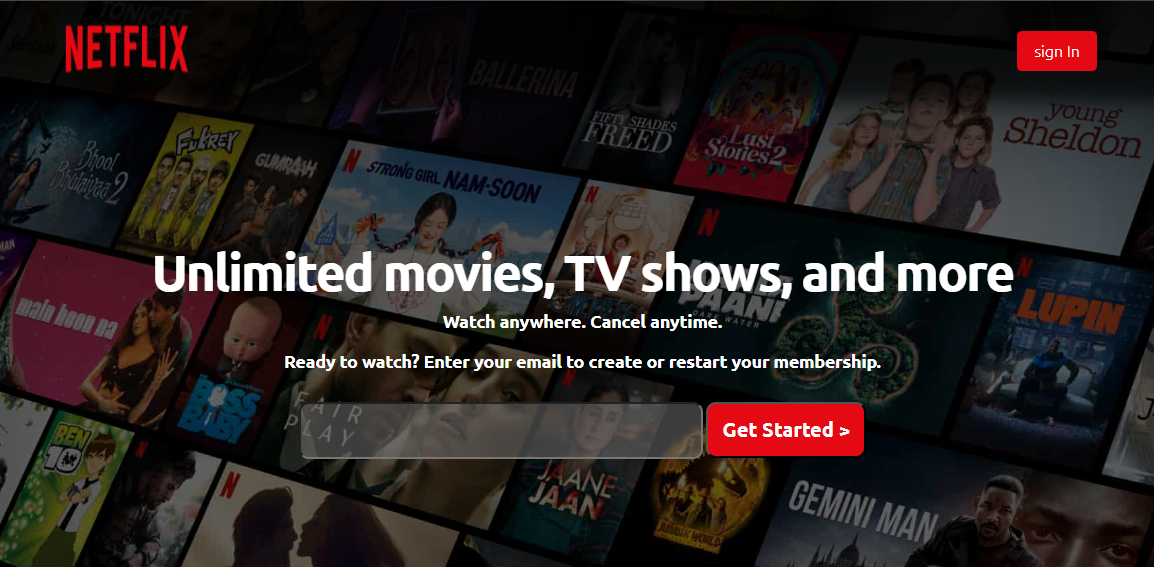 NETFLIX
sign In
BALLERINA
FIFTY SHADES
FREED
Lust
Stories 2
young
Sheldon
Bhool
Bhulaiyaa 2
FUKREY
GUMRAAH
STRONG GIRL NAM-SOON
Unlimited movies, TV shows, and more
PAANI
Watch anywhere. Cancel anytime.
LUPIN
main hoon na
Ready to watch? Enter your email to create or restart your membership.
THE
BOSS
BABY
FAIR
PLAY
Get Started >
BEN
10
JAANE
JAAN
JURASSIC WORLD
GEMINI MAN